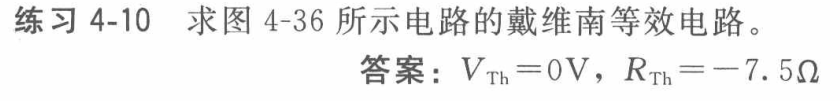 练习 4-10 求图 4-36 所示电路的戴维南等效电路。
答案：V_Th=0V，R_Th=-7.5Ω